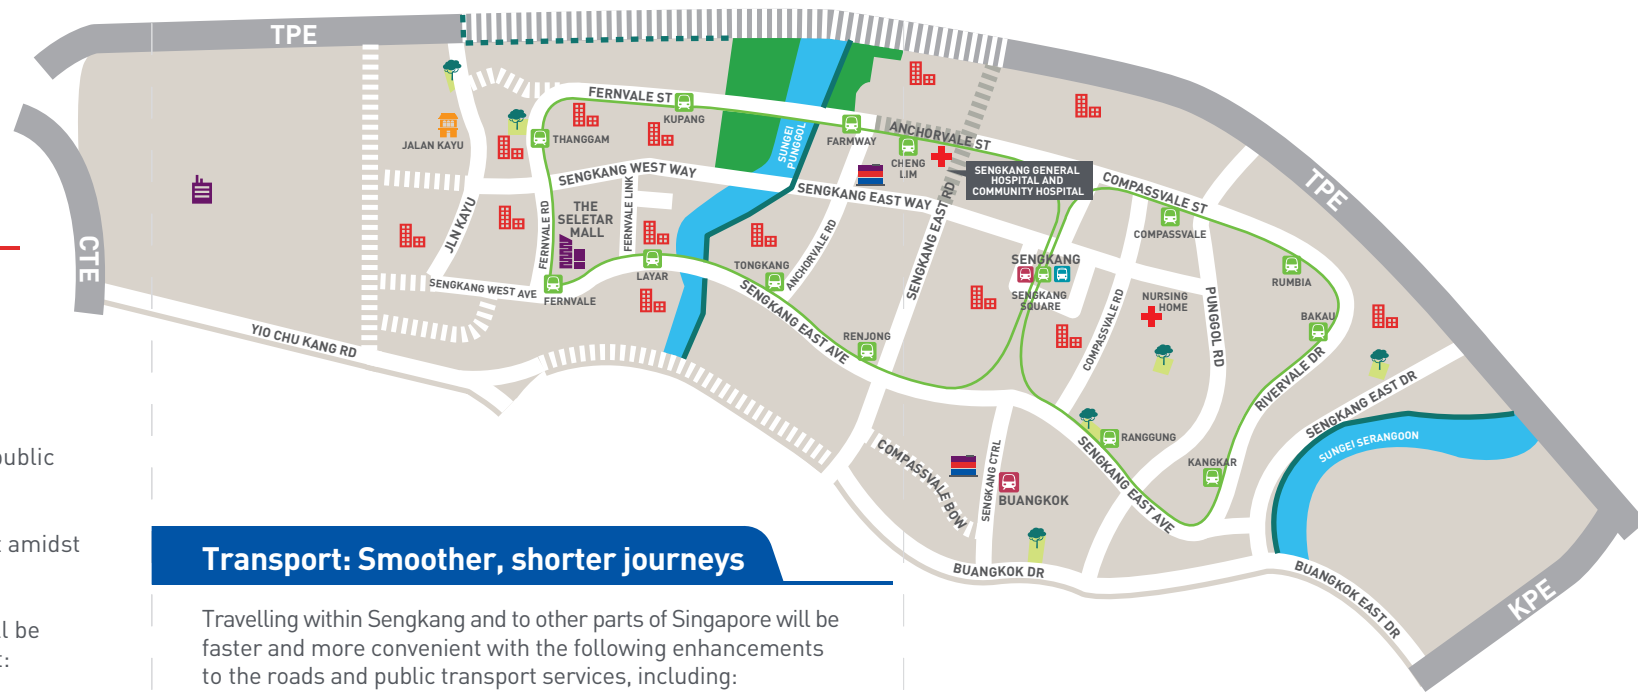 TPE
FERNVALE ST
KUPANG
THANGGAM
JALAN KAYU
SUNGEI
PUNGGOL
FARMWAY
ANCHORVALE ST
CHENG
LIM
SENGKANG GENERAL
HOSPITAL AND
COMMUNITY HOSPITAL
COMPASSVALE ST
TPE
SENGKANG WEST WAY
SENGKANG EAST WAY
SENGKANG EAST RD
COMPASSVALE
THE
SELETAR
MALL
FERNVALE LINK
FERNVALE RD
JLN KAYU
CTE
ANCHORVALE RD
TONGKANG
LAYAR
SENGKANG
SENGKANG
SQUARE
NURSING
HOME
RUMBIA
BAKAU
PUNGGOL RD
COMPASSVALE RD
SENGKANG WEST AVE
FERNVALE
SENGKANG EAST AVE
RENJONG
YIO CHU KANG RD
RIVERVALE DR
SENGKANG EAST DR
SUNGEI SERANGOON
RANGGUNG
KANGKAR
SENGKANG EAST AVE
COMPASSVALE BOW
SENGKANG CTRL
BUANGKOK
BUANGKOK DR
BUANGKOK EAST DR
KPE
public
amidst
l be
:
Transport: Smoother, shorter journeys
Travelling within Sengkang and to other parts of Singapore will be
faster and more convenient with the following enhancements
to the roads and public transport services, including: